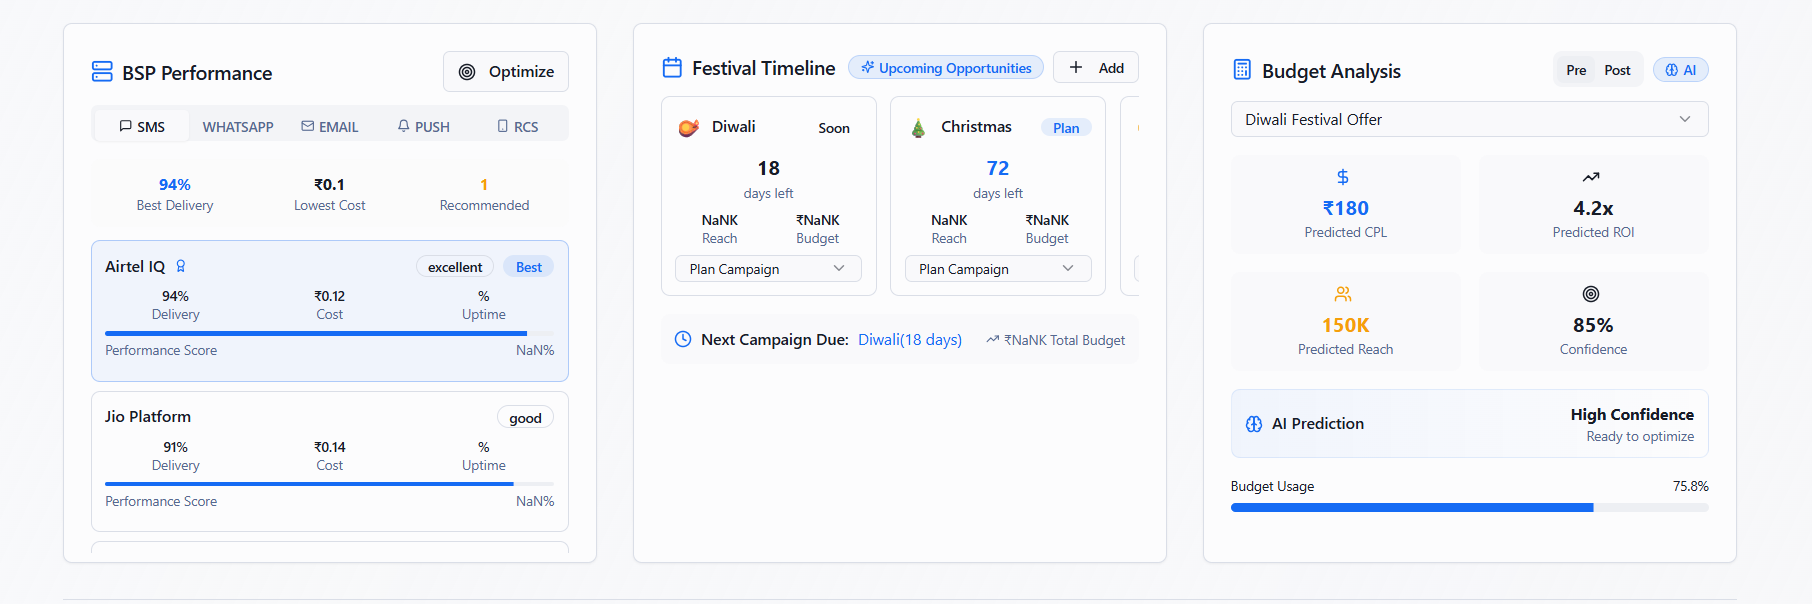 BSP Performance
Optimize
SMS WHATSAPP EMAIL PUSH RCS
94% ₹0.1 1
Best Delivery Lowest Cost Recommended
Airtel IQ excellent Best
94% ₹0.12 %
Delivery Cost Uptime
Performance Score NaN%
Jio Platform good
91% ₹0.14 %
Delivery Cost Uptime
Performance Score NaN%
Festival Timeline Upcoming Opportunities + Add
Diwali Soon
18
days left
NaNK ₹NaNK
Reach Budget
Plan Campaign
Christmas Plan
72
days left
NaNK ₹NaNK
Reach Budget
Plan Campaign
Next Campaign Due: Diwali(18 days) ₹NaNK Total Budget
Budget Analysis Pre Post AI
Diwali Festival Offer
$
₹180 4.2x
Predicted CPL Predicted ROI
150K 85%
Predicted Reach Confidence
AI Prediction
High Confidence
Ready to optimize
Budget Usage 75.8%